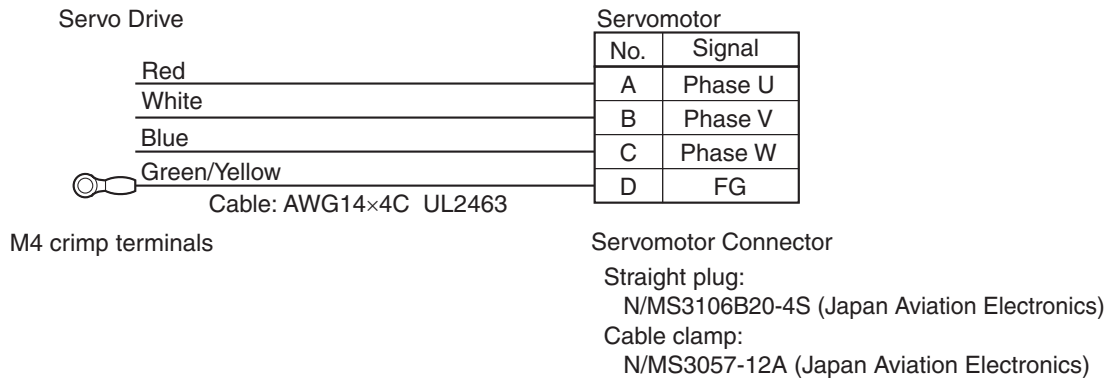 Servo Drive
Servomotor
No. Signal
Red
A Phase U
White
B Phase V
Blue
C Phase W
Green/Yellow
D FG
Cable: AWG14×4C UL2463
M4 crimp terminals
Servomotor Connector
Straight plug:
N/MS3106B20-4S (Japan Aviation Electronics)
Cable clamp:
N/MS3057-12A (Japan Aviation Electronics)